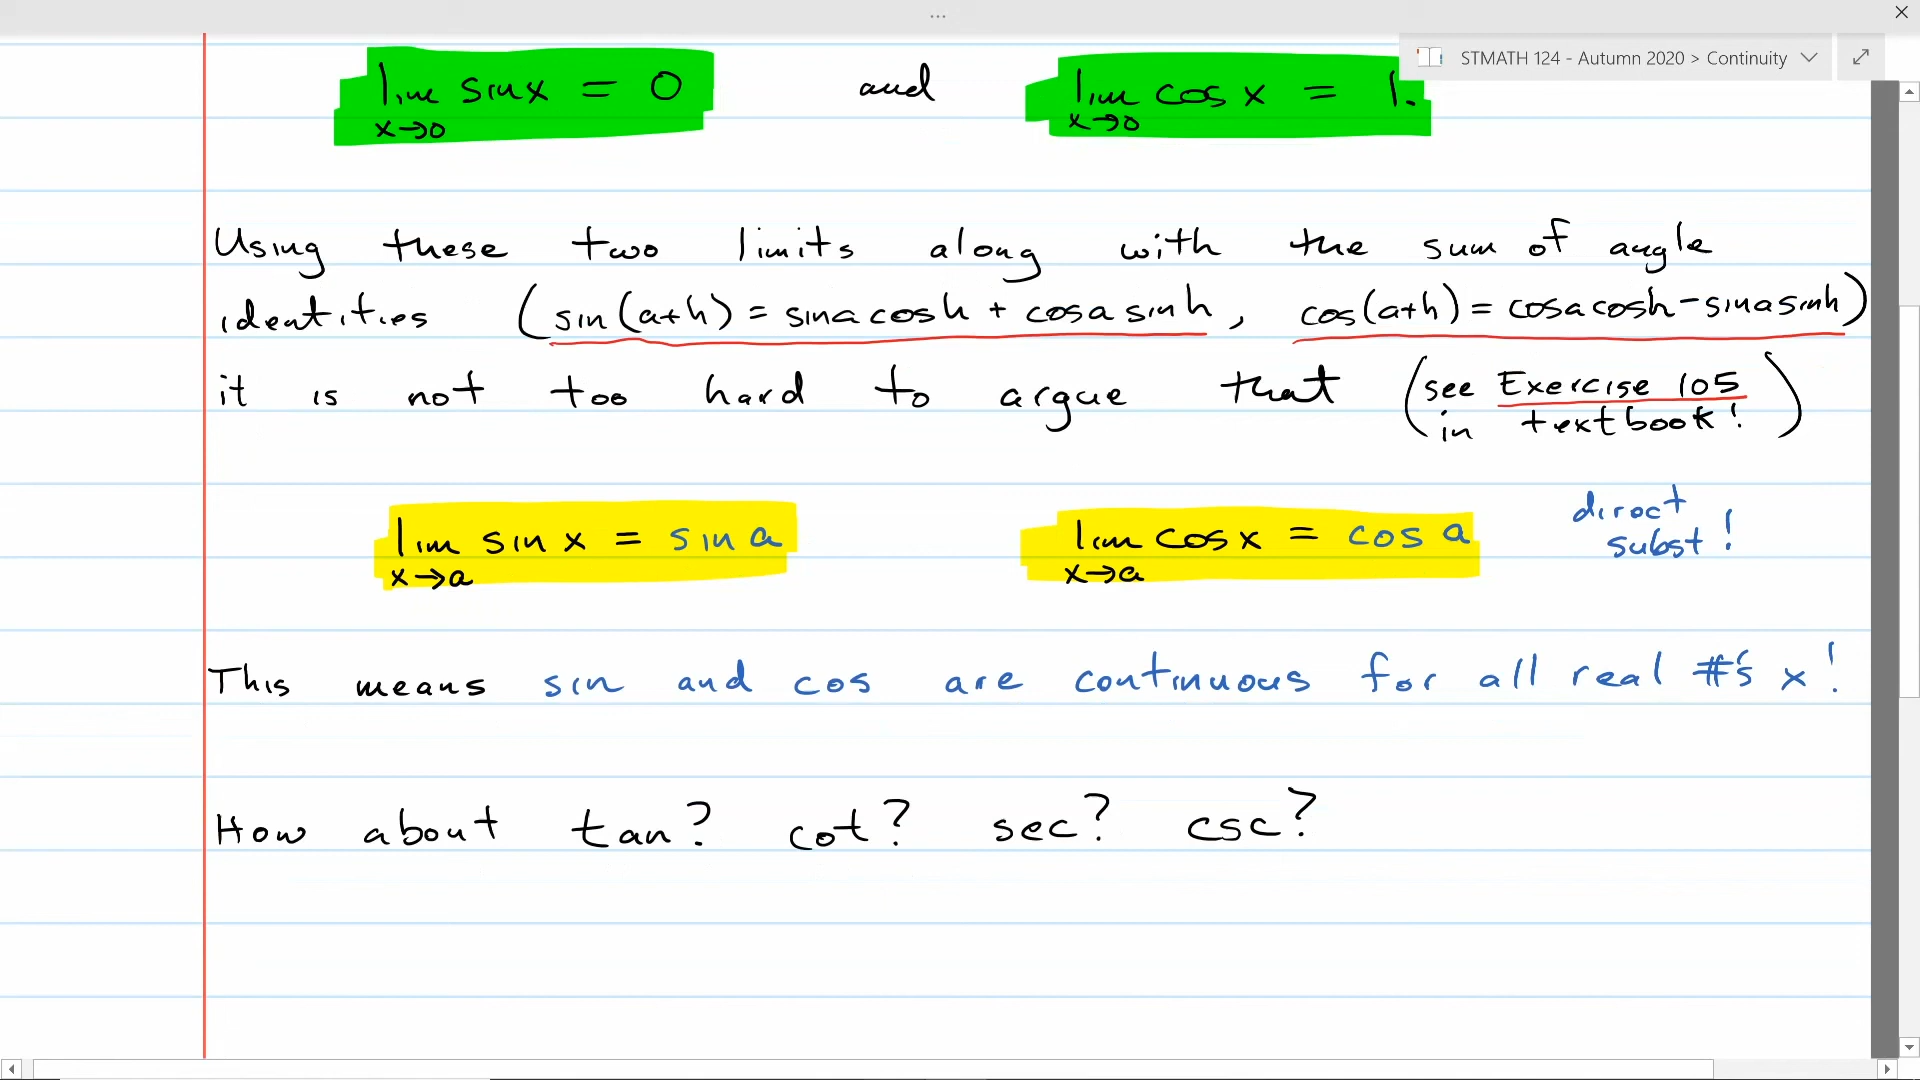 STMATH 124 - Autumn 2020 > Continuity
lim sin x = 0 and lim cos x = 1.
x→0 x→0
Using these two limits along with the sum of angle
identities (sin(a+h) = sin a cos h + cos a sin h, cos(a+h) = cos a cos h - sin a sin h)
it is not too hard to argue that (see Exercise 105
in textbook!)
direct
subst!
lim sin x = sin a lim cos x = cos a
x→a x→a
This means sin and cos are continuous for all real #'s x!
How about tan? cot? sec? csc?